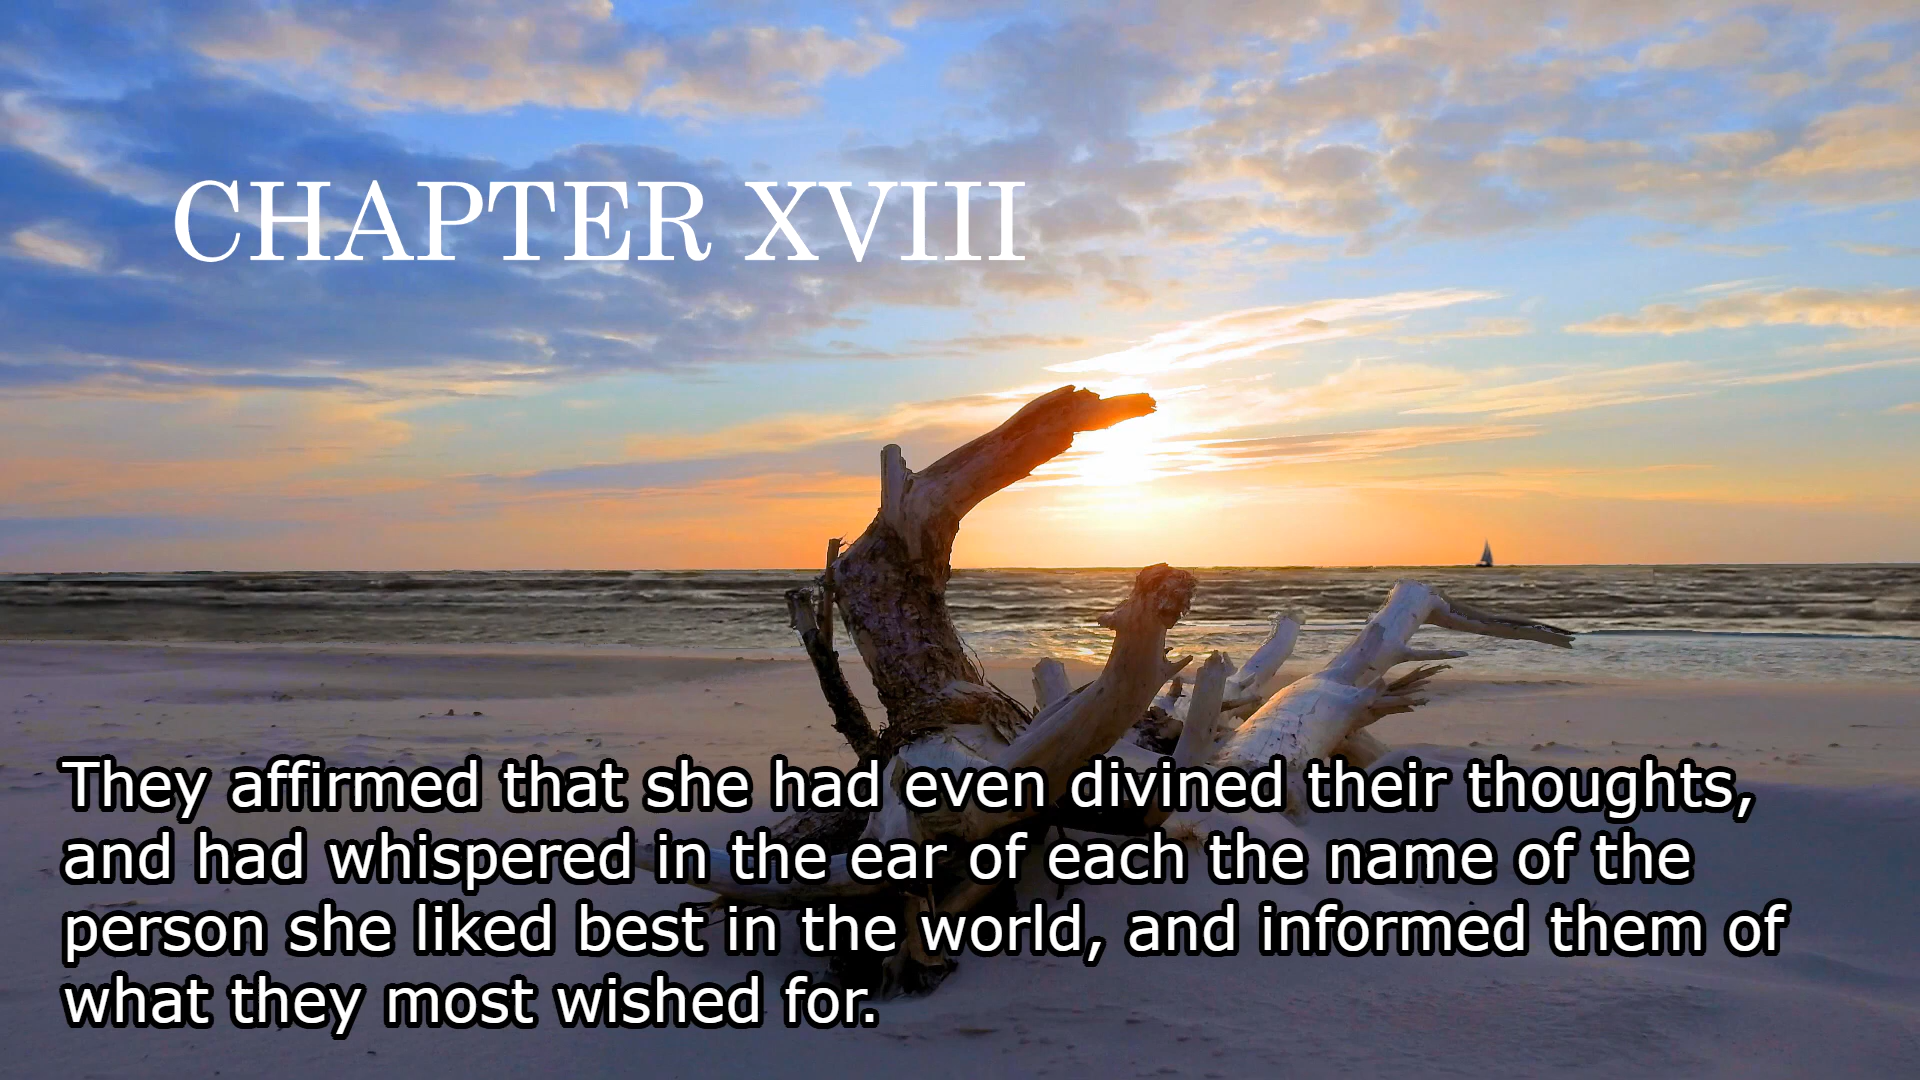 CHAPTER XVIII
They affirmed that she had even divined their thoughts,
and had whispered in the ear of each the name of the
person she liked best in the world, and informed them of
what they most wished for.